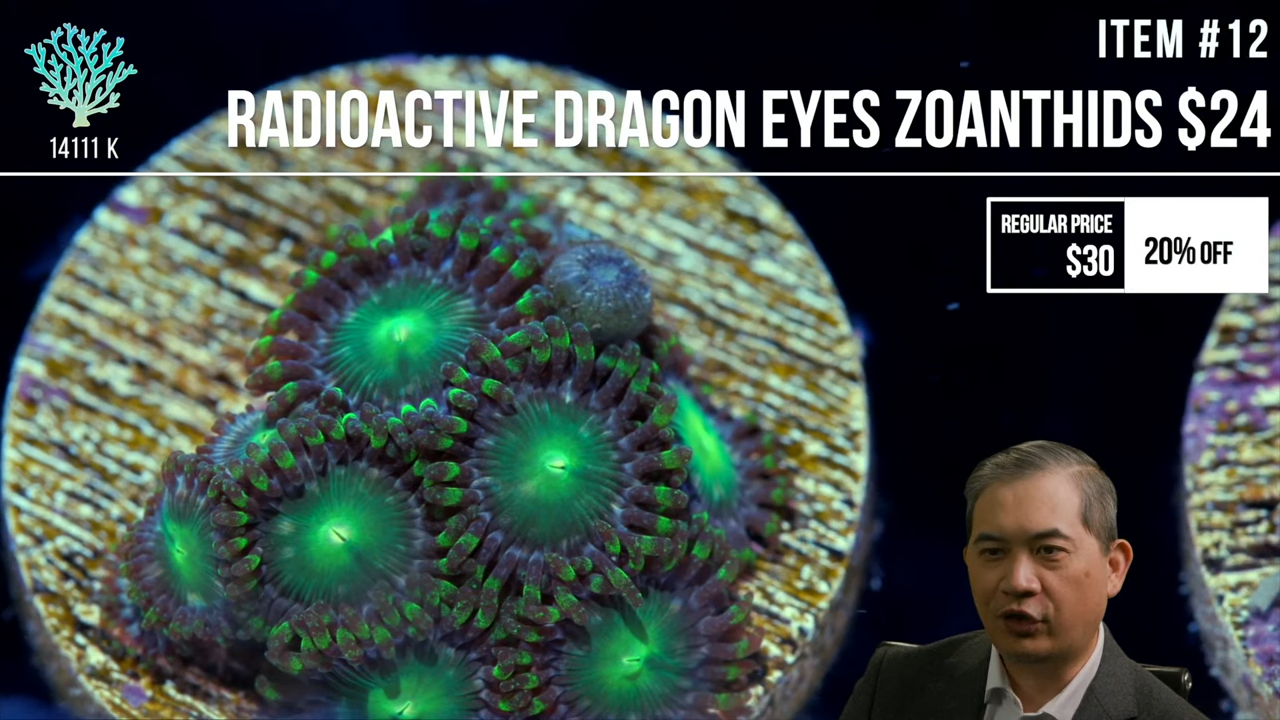 ITEM #12
RADIOACTIVE DRAGON EYES ZOANTHIDS $24
14111 K
REGULAR PRICE
$30
20% OFF